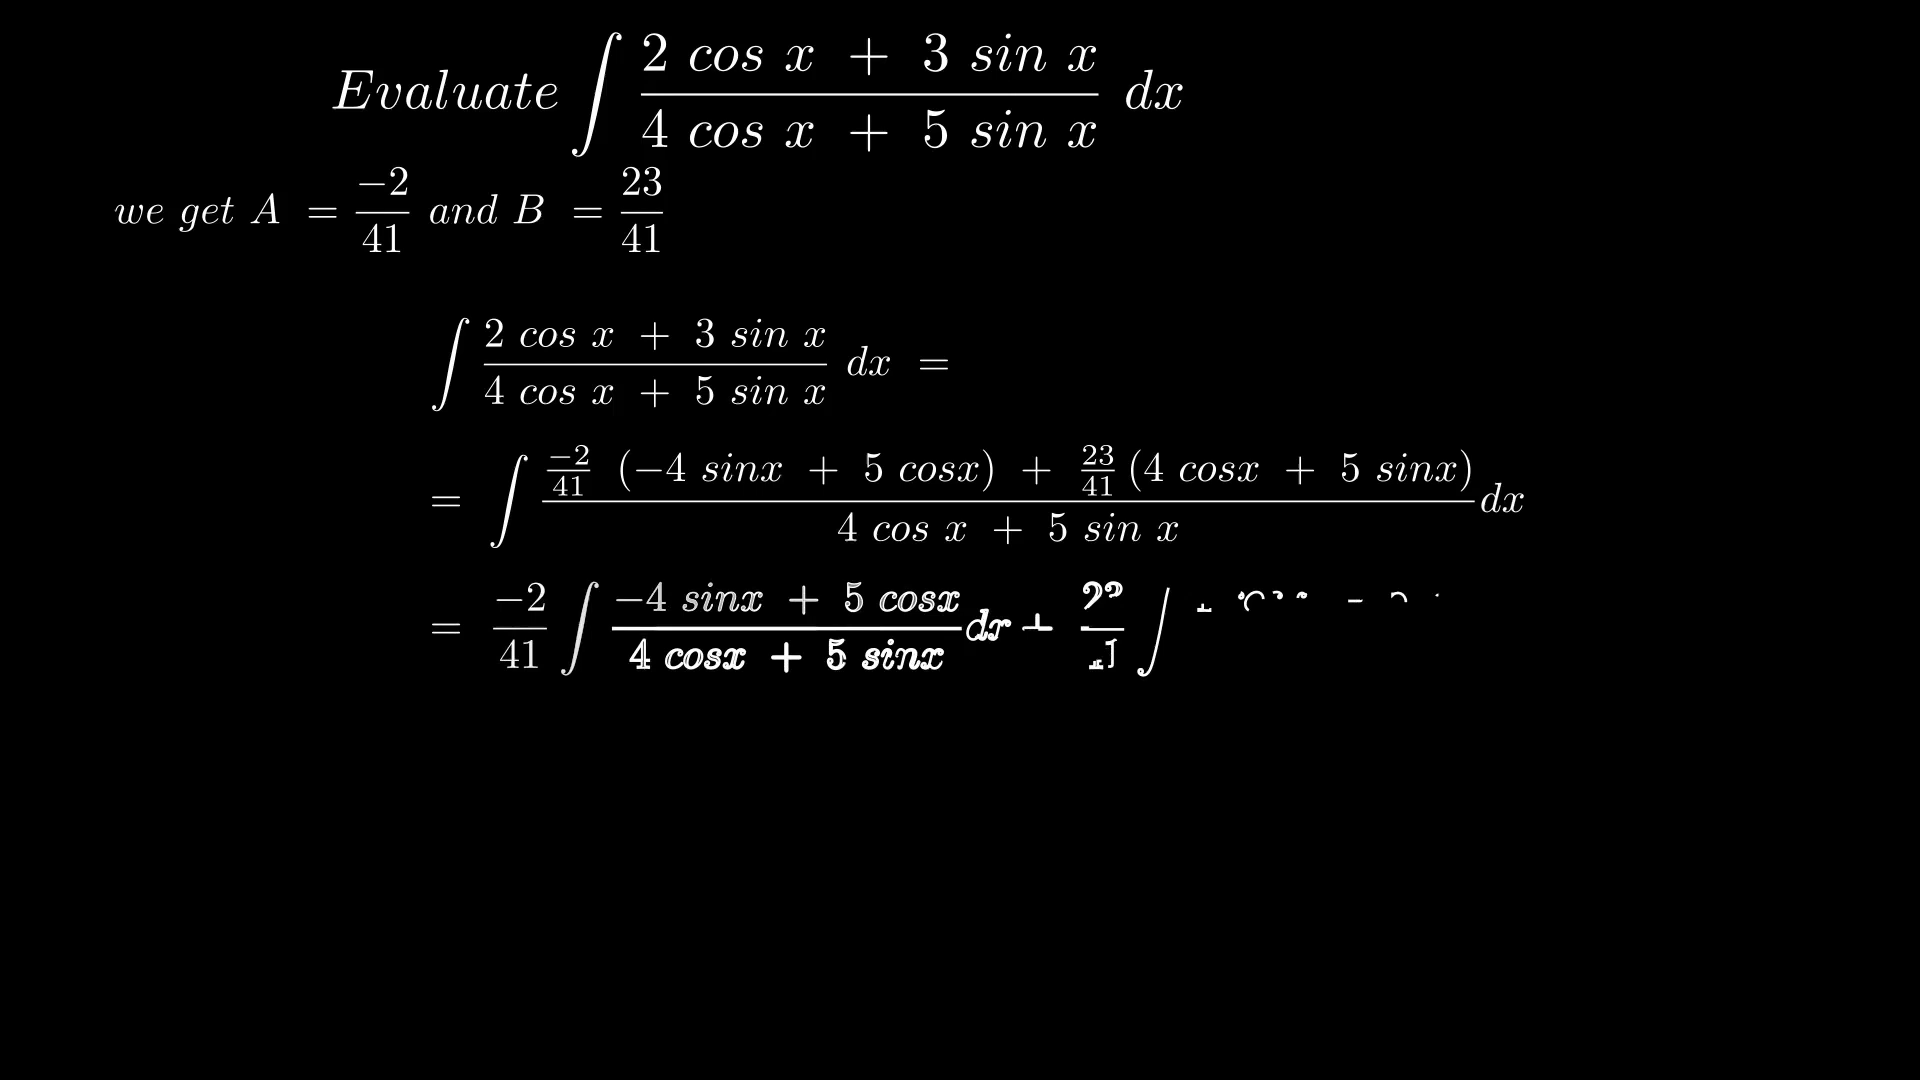 Evaluate ∫ (2 cos x + 3 sin x)/(4 cos x + 5 sin x) dx
we get A = −2/41 and B = 23/41
∫ (2 cos x + 3 sin x)/(4 cos x + 5 sin x) dx =
= ∫ (−2/41 (−4 sinx + 5 cosx) + 23/41 (4 cosx + 5 sinx))/(4 cos x + 5 sin x) dx
= −2/41 ∫ (−4 sinx + 5 cosx)/(4 cosx + 5 sinx) dx + ∫